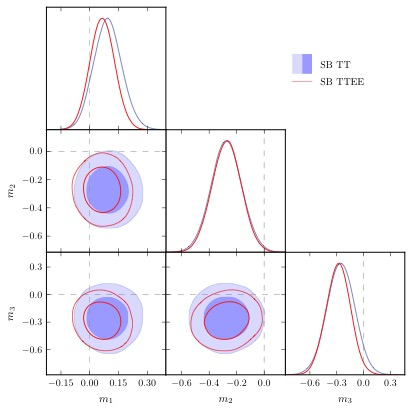 SB TT
SB TTEE
0.0
−0.2
−0.4
−0.6
m₂
0.3
0.0
−0.3
−0.6
m₃
−0.15 0.00 0.15 0.30
−0.6 −0.4 −0.2 0.0
−0.6 −0.3 0.0 0.3
m₁
m₂
m₃